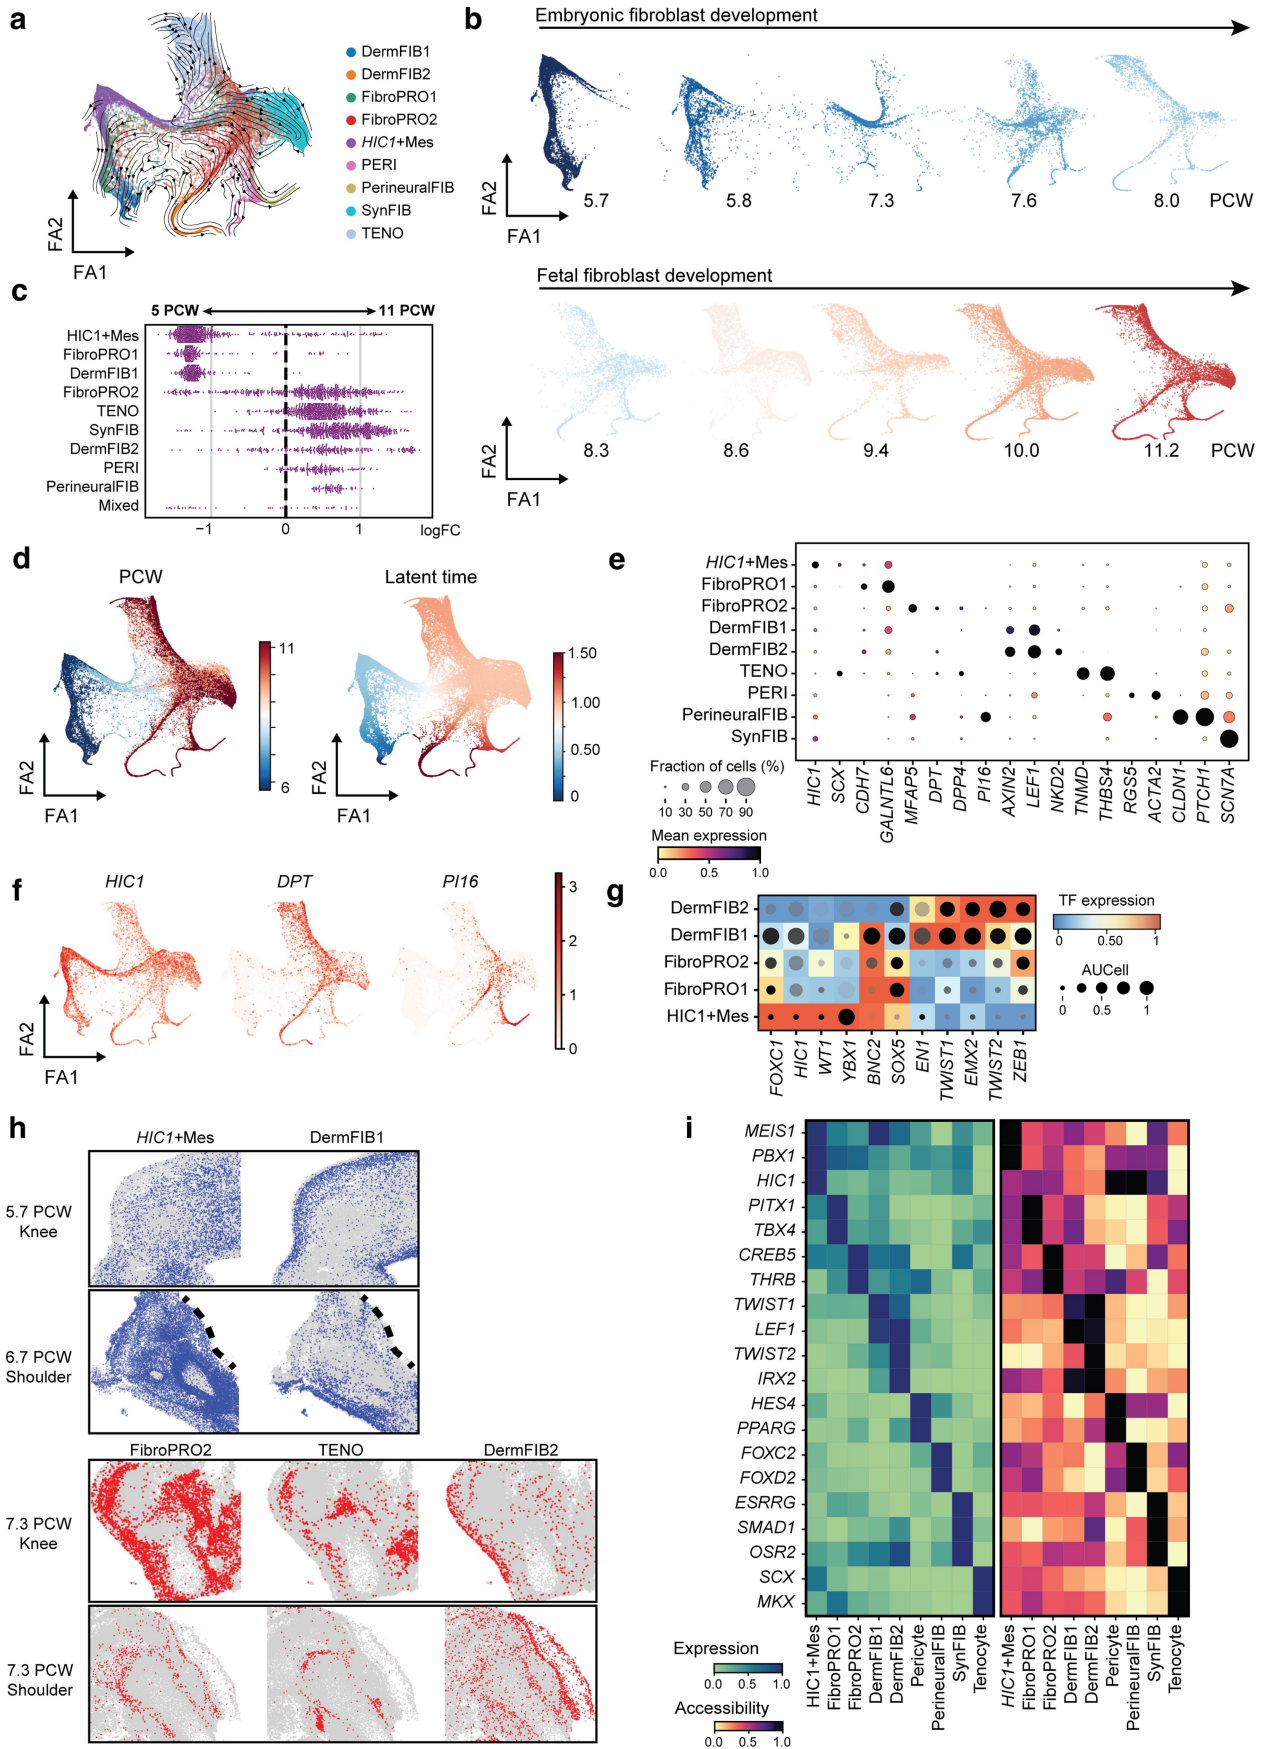 a
DermFIB1
DermFIB2
FibroPRO1
FibroPRO2
HIC1+Mes
PERI
PerineuralFIB
SynFIB
TENO
FA2
FA1
b
Embryonic fibroblast development
5.7
5.8
7.3
7.6
8.0
PCW
FA2
FA1
Fetal fibroblast development
8.3
8.6
9.4
10.0
11.2
PCW
FA2
FA1
c
5 PCW
11 PCW
HIC1+Mes
FibroPRO1
DermFIB1
FibroPRO2
TENO
SynFIB
DermFIB2
PERI
PerineuralFIB
Mixed
−1
0
1
logFC
d
PCW
11
6
FA2
FA1
Latent time
1.50
1.00
0.50
0
FA2
FA1
e
HIC1+Mes
FibroPRO1
FibroPRO2
DermFIB1
DermFIB2
TENO
PERI
PerineuralFIB
SynFIB
HIC1
SCX
CDH7
GALNTL6
MFAP5
DPT
DPP4
PI16
AXIN2
LEF1
NKD2
TNMD
THBS4
RGS5
ACTA2
CLDN1
PTCH1
SCN7A
Fraction of cells (%)
10 30 50 70 90
Mean expression
0.0 0.5 1.0
f
HIC1
DPT
PI16
3
2
1
0
FA2
FA1
g
DermFIB2
DermFIB1
FibroPRO2
FibroPRO1
HIC1+Mes
FOXC1
HIC1
WT1
YBX1
BNC2
SOX5
EN1
TWIST1
EMX2
TWIST2
ZEB1
TF expression
0 0.50 1
AUCell
0 0.5 1
h
HIC1+Mes
DermFIB1
5.7 PCW
Knee
6.7 PCW
Shoulder
FibroPRO2
TENO
DermFIB2
7.3 PCW
Knee
7.3 PCW
Shoulder
i
MEIS1
PBX1
HIC1
PITX1
TBX4
CREB5
THRB
TWIST1
LEF1
TWIST2
IRX2
HES4
PPARG
FOXC2
FOXD2
ESRRG
SMAD1
OSR2
SCX
MKX
HIC1+Mes
FibroPRO1
FibroPRO2
DermFIB1
DermFIB2
Pericyte
PerineuralFIB
SynFIB
Tenocyte
HIC1+Mes
FibroPRO1
FibroPRO2
DermFIB1
DermFIB2
Pericyte
PerineuralFIB
SynFIB
Tenocyte
Expression
0.0 0.5 1.0
Accessibility
0.0 0.5 1.0